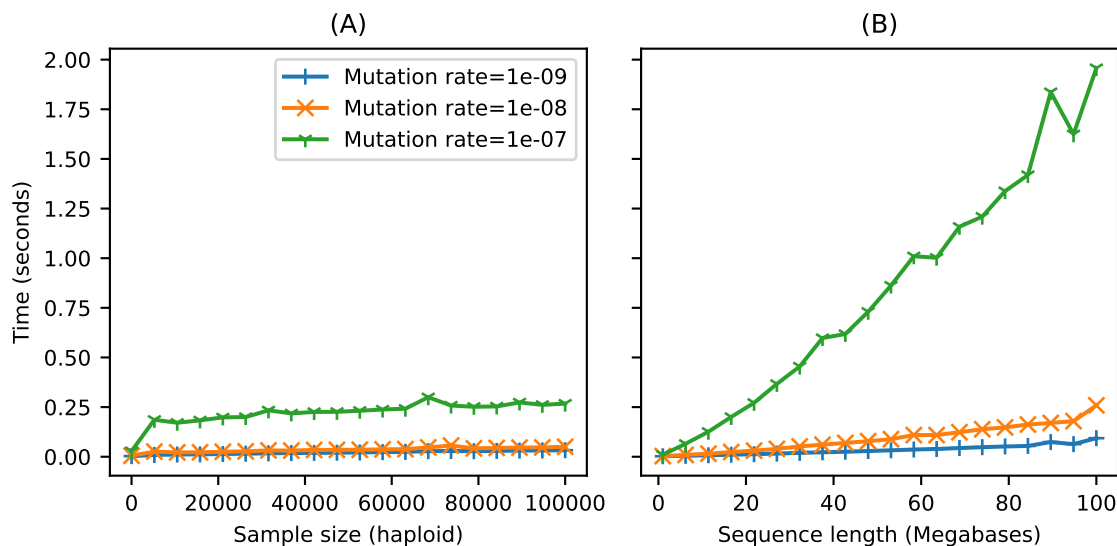 (A)
(B)
Time (seconds)
2.00
1.75
1.50
1.25
1.00
0.75
0.50
0.25
0.00
Mutation rate=1e-09
Mutation rate=1e-08
Mutation rate=1e-07
0 20000 40000 60000 80000 100000
Sample size (haploid)
0 20 40 60 80 100
Sequence length (Megabases)